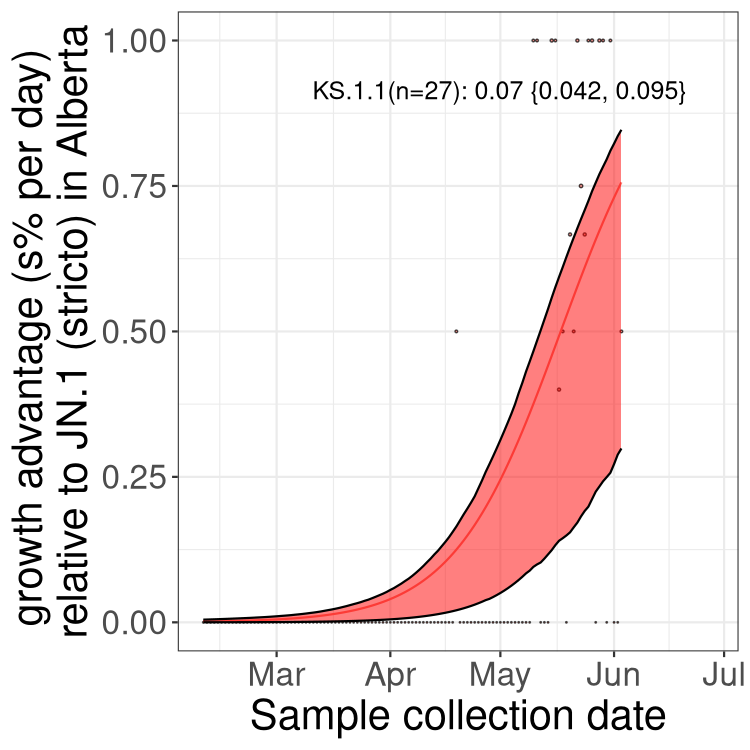 growth advantage (s% per day)
relative to JN.1 (stricto) in Alberta
1.00
0.75
0.50
0.25
0.00
KS.1.1(n=27): 0.07 {0.042, 0.095}
Mar Apr May Jun Jul
Sample collection date